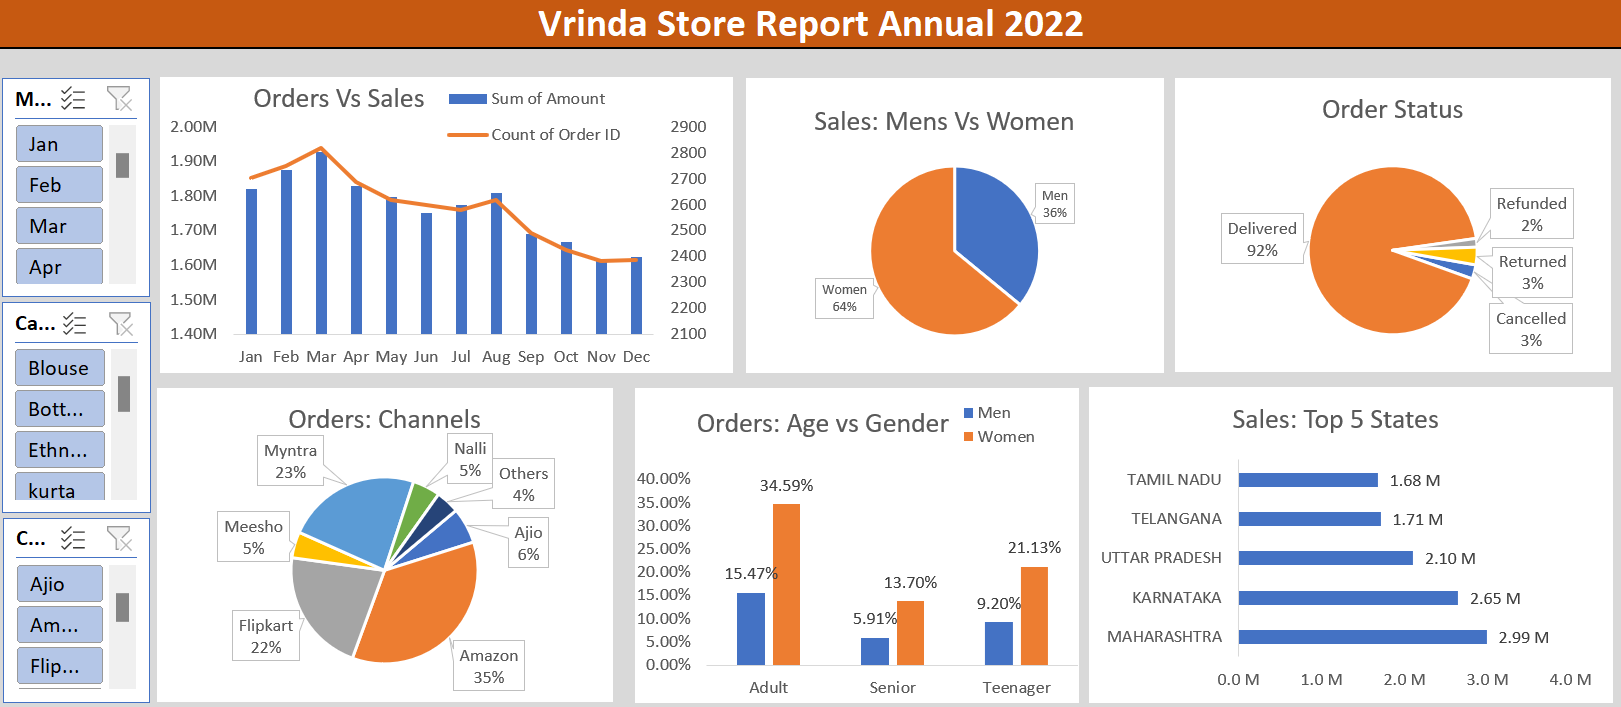 Vrinda Store Report Annual 2022
M...
Jan
Feb
Mar
Apr
Ca...
Blouse
Bott...
Ethn...
kurta
C...
Ajio
Am...
Flip...
Orders Vs Sales
Sum of Amount
Count of Order ID
2.00M
1.90M
1.80M
1.70M
1.60M
1.50M
1.40M
2900
2800
2700
2600
2500
2400
2300
2200
2100
Jan Feb Mar Apr May Jun Jul Aug Sep Oct Nov Dec
Sales: Mens Vs Women
Men
36%
Women
64%
Order Status
Delivered
92%
Refunded
2%
Returned
3%
Cancelled
3%
Orders: Channels
Myntra
23%
Nalli
5%
Others
4%
Ajio
6%
Meesho
5%
Flipkart
22%
Amazon
35%
Orders: Age vs Gender
Men
Women
40.00%
35.00%
30.00%
25.00%
20.00%
15.00%
10.00%
5.00%
0.00%
15.47%
34.59%
5.91%
13.70%
9.20%
21.13%
Adult Senior Teenager
Sales: Top 5 States
TAMIL NADU 1.68 M
TELANGANA 1.71 M
UTTAR PRADESH 2.10 M
KARNATAKA 2.65 M
MAHARASHTRA 2.99 M
0.0 M 1.0 M 2.0 M 3.0 M 4.0 M